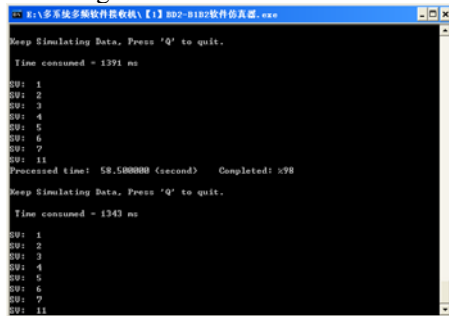 E:\多系统多频软件接收机\【1】BD2-B1B2软件仿真器.exe
Keep Simulating Data, Press 'Q' to quit.
Time consumed = 1391 ms
SV: 1
SV: 2
SV: 3
SV: 4
SV: 5
SV: 6
SV: 7
SV: 11
Processed time: 58.500000 (second) Completed: %98
Keep Simulating Data, Press 'Q' to quit.
Time consumed = 1343 ms
SV: 1
SV: 2
SV: 3
SV: 4
SV: 5
SV: 6
SV: 7
SV: 11